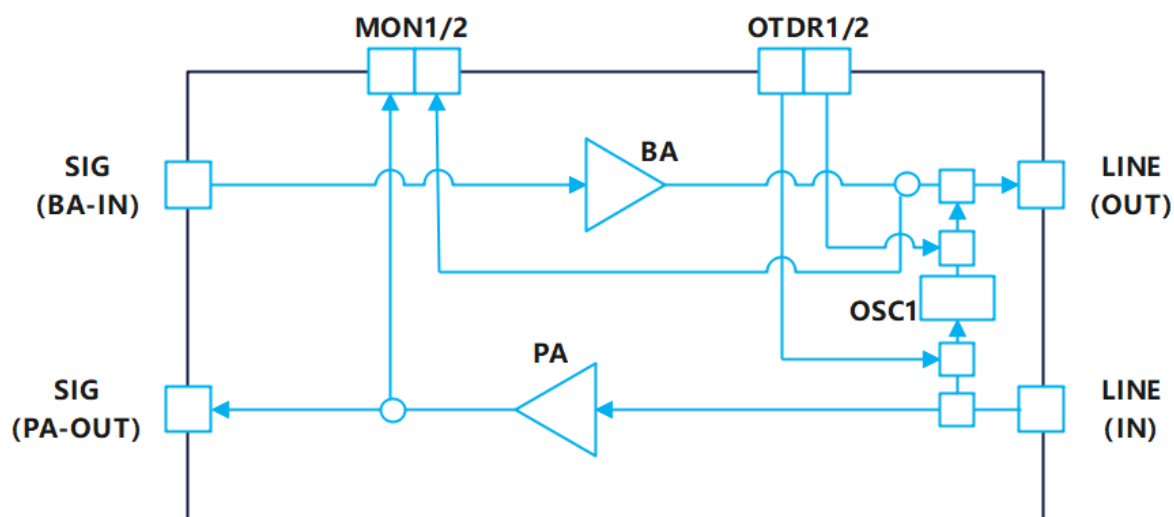 MON1/2
OTDR1/2
SIG
(BA-IN)
BA
LINE
(OUT)
OSC1
PA
SIG
(PA-OUT)
LINE
(IN)